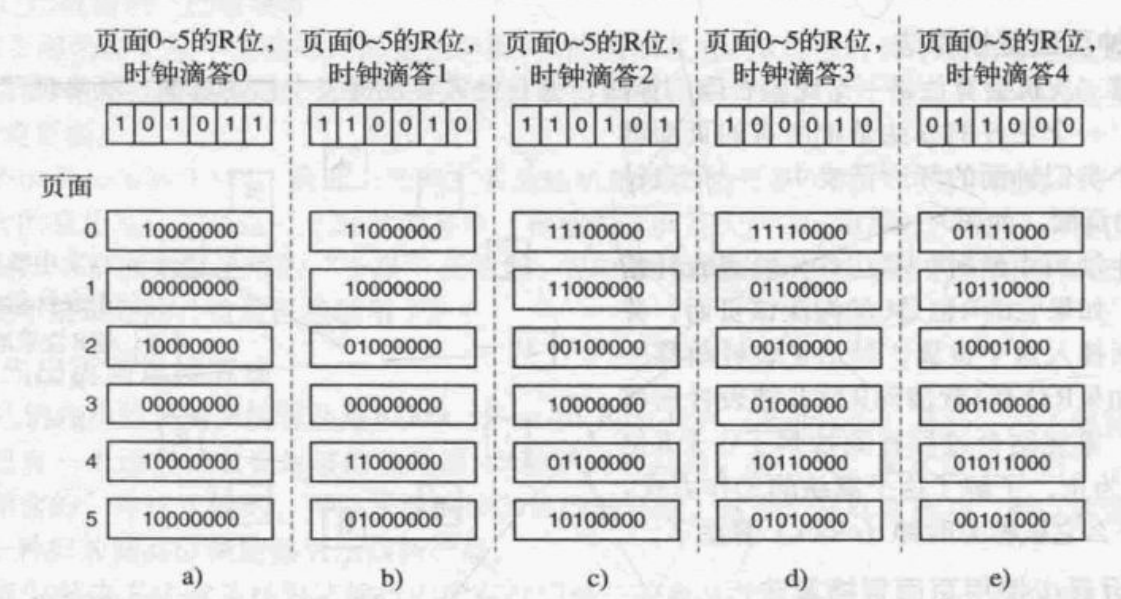 页面0~5的R位， 页面0~5的R位， 页面0~5的R位， 页面0~5的R位， 页面0~5的R位，
时钟滴答0 时钟滴答1 时钟滴答2 时钟滴答3 时钟滴答4
1 0 1 0 1 1 1 1 0 0 1 0 1 1 0 1 0 1 1 0 0 0 1 0 0 1 1 0 0 0
页面
0 10000000 11000000 11100000 11110000 01111000
1 00000000 10000000 11000000 01100000 10110000
2 10000000 01000000 00100000 00100000 10001000
3 00000000 00000000 10000000 01000000 00100000
4 10000000 11000000 01100000 10110000 01011000
5 10000000 01000000 10100000 01010000 00101000
a) b) c) d) e)